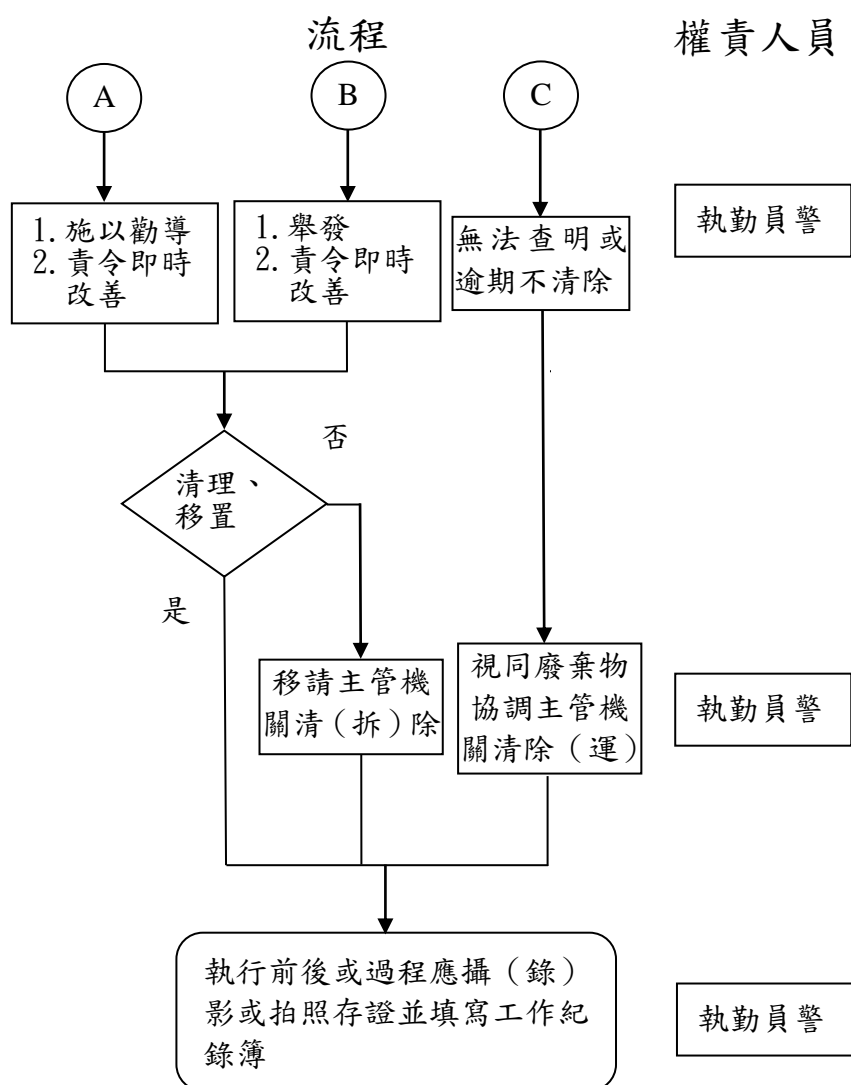 流程 權責人員
A B C
1.施以勸導
2.責令即時
改善
1.舉發
2.責令即時
改善
無法查明或
逾期不清除
執勤員警
清理、
移置
否
是
移請主管機
關清（拆）除
視同廢棄物
協調主管機
關清除（運）
執勤員警
執行前後或過程應攝（錄）
影或拍照存證並填寫工作紀
錄簿
執勤員警